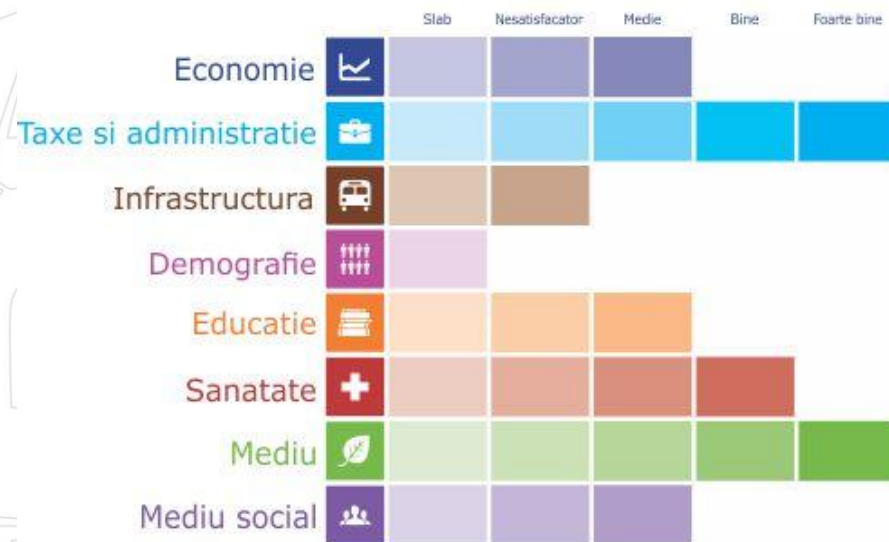 Slab Nesatisfacator Medie Bine Foarte bine
Economie
Taxe si administratie
Infrastructura
Demografie
Educatie
Sanatate
Mediu
Mediu social